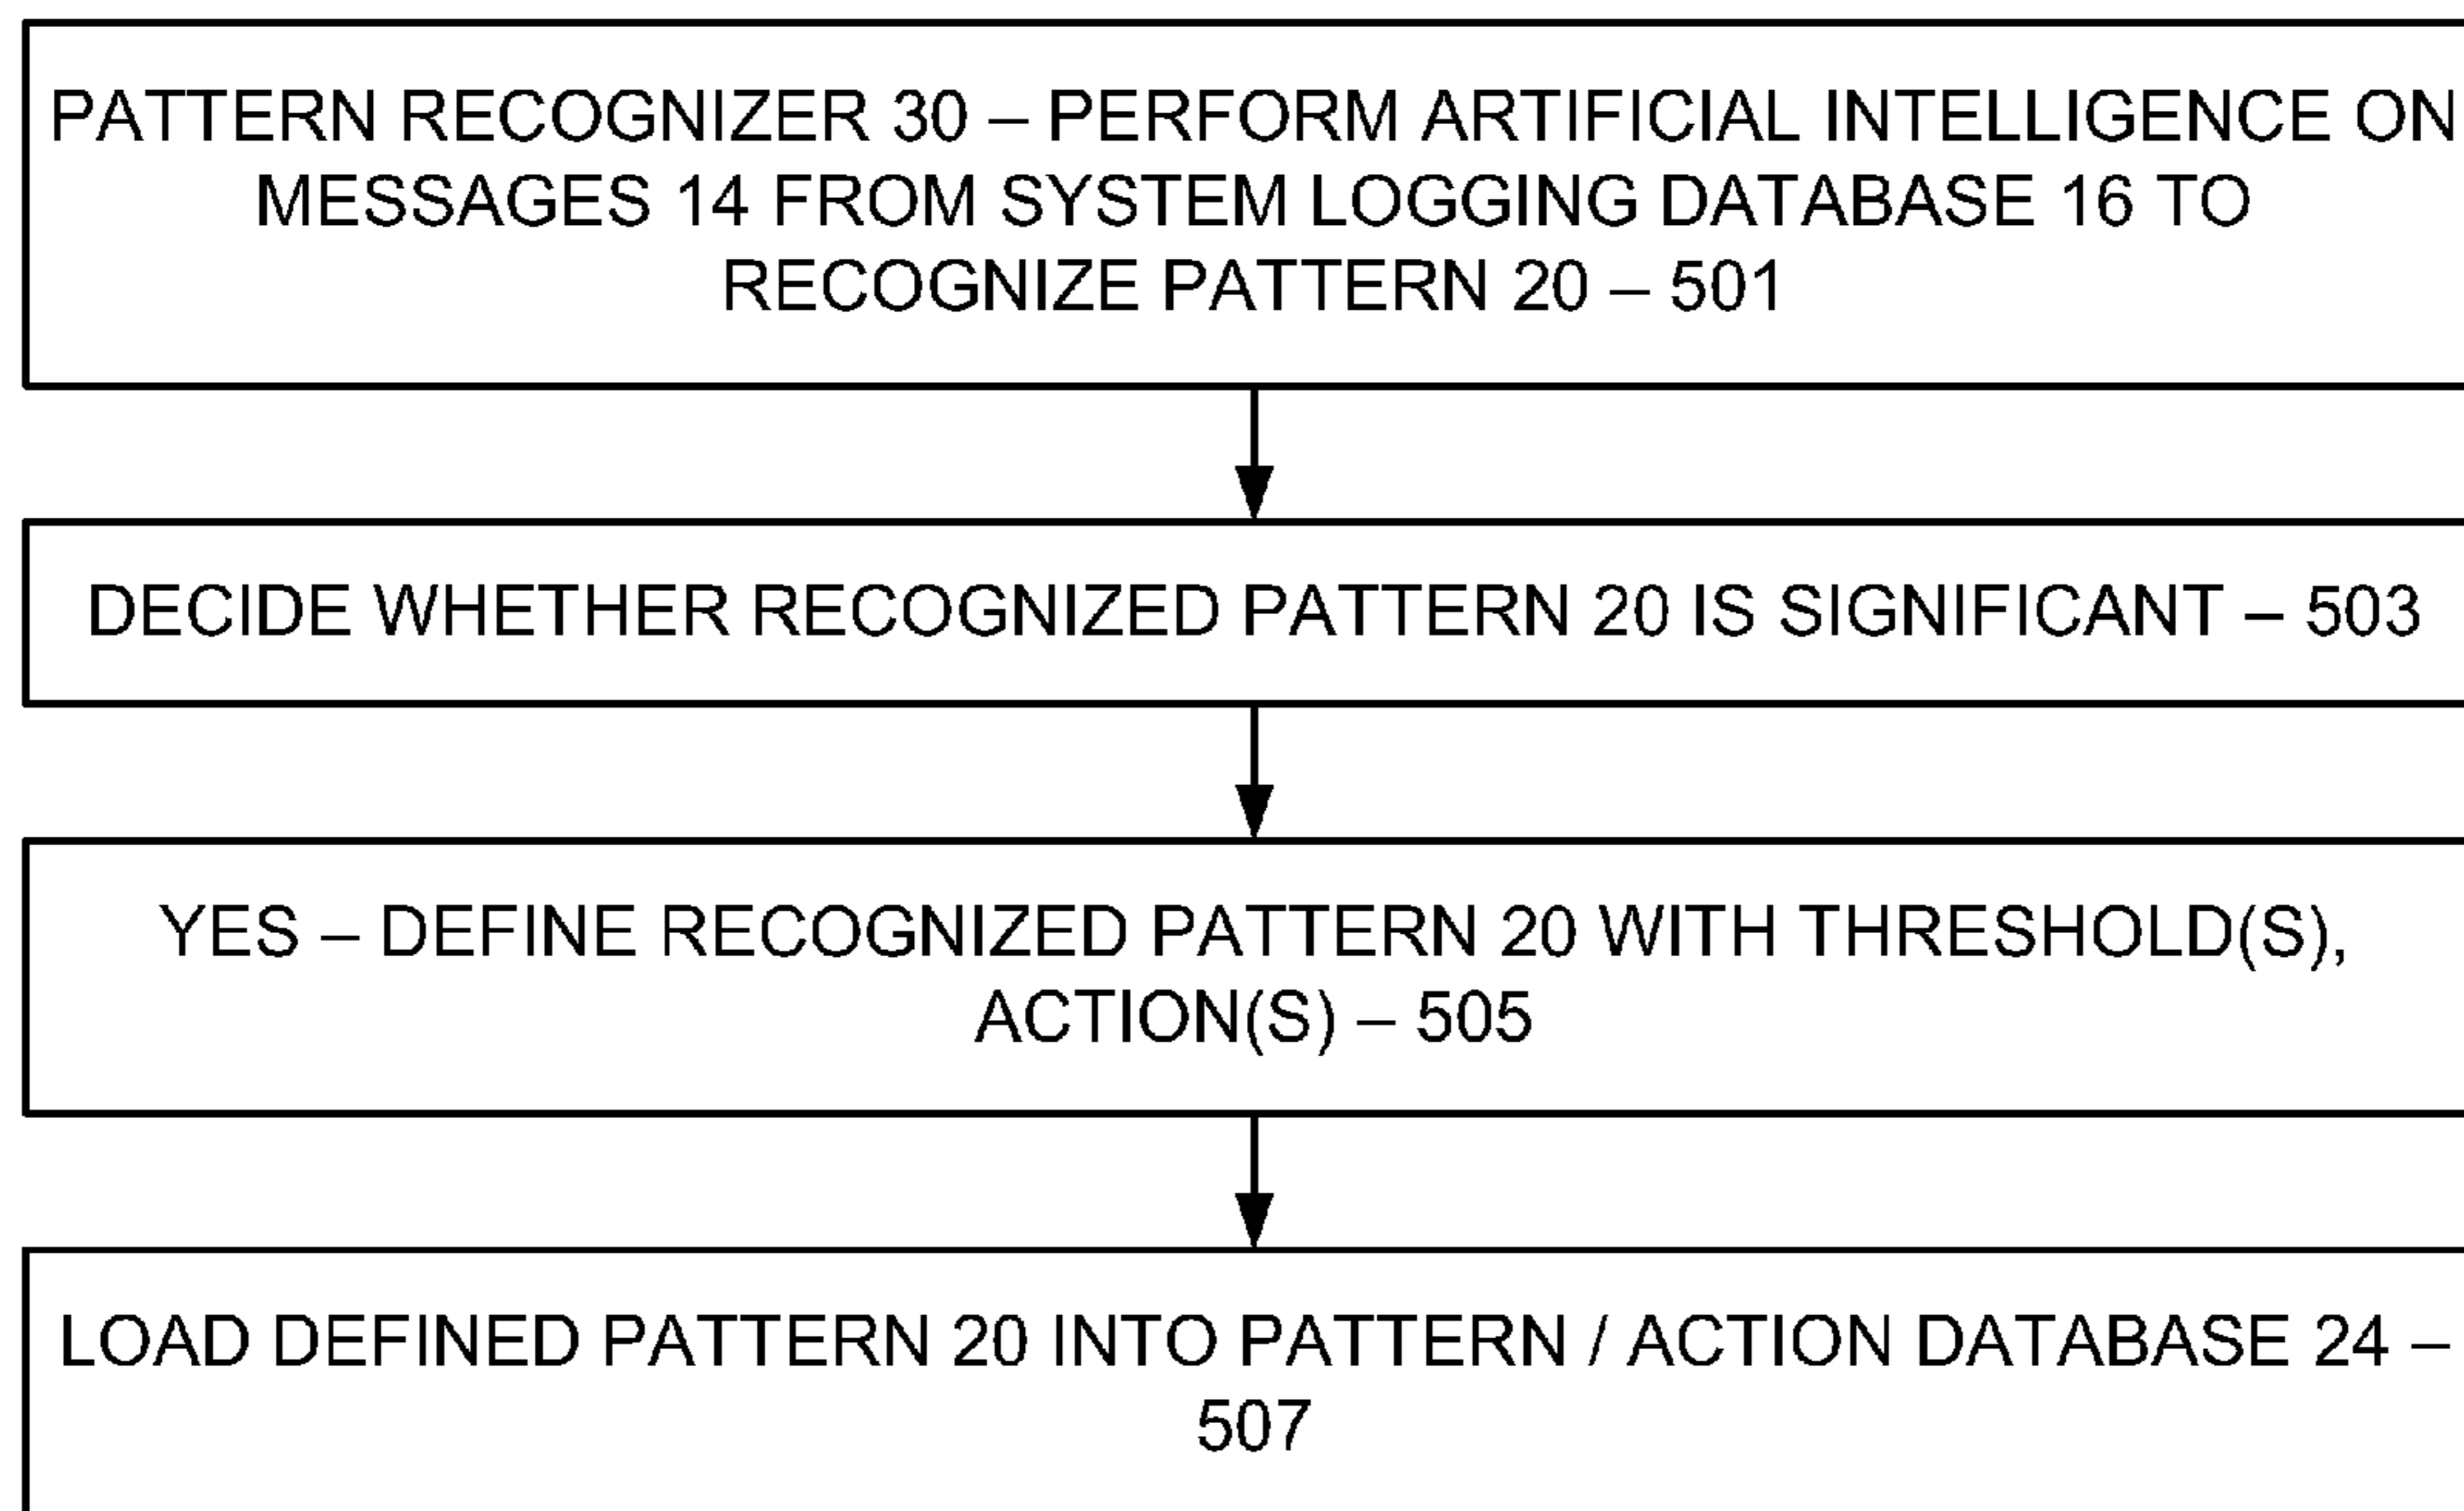 PATTERN RECOGNIZER 30 – PERFORM ARTIFICIAL INTELLIGENCE ON
MESSAGES 14 FROM SYSTEM LOGGING DATABASE 16 TO
RECOGNIZE PATTERN 20 – 501
DECIDE WHETHER RECOGNIZED PATTERN 20 IS SIGNIFICANT – 503
YES – DEFINE RECOGNIZED PATTERN 20 WITH THRESHOLD(S),
ACTION(S) – 505
LOAD DEFINED PATTERN 20 INTO PATTERN / ACTION DATABASE 24 –
507